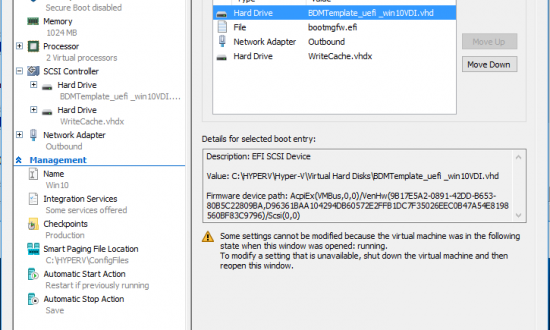 Secure Boot disabled
Memory
1024 MB
Processor
2 Virtual processors
SCSI Controller
Hard Drive
BDMTemplate_uefi _win10VDI....
Hard Drive
WriteCache.vhdx
Network Adapter
Outbound
Management
Name
Win10
Integration Services
Some services offered
Checkpoints
Production
Smart Paging File Location
C:\HYPERV\ConfigFiles
Automatic Start Action
Restart if previously running
Automatic Stop Action
Save
Type Value
Hard Drive BDMTemplate_uefi _win10VDI.vhd
File bootmgfw.efi
Network Adapter Outbound
Hard Drive WriteCache.vhdx
Move Up
Move Down
Details for selected boot entry:
Description: EFI SCSI Device
Value: C:\HYPERV\Hyper-V\Virtual Hard Disks\BDMTemplate_uefi _win10VDI.vhd
Firmware device path: AcpiEx(VMBus,0,0)/VenHw(9B17E5A2-0891-42DD-B653-
80B5C22809BA,D96361BAA104294DB60572E2FFB1DC7F35026EEC0B47A54E8198
560BF83C9796)/Scsi(0,0)
Some settings cannot be modified because the virtual machine was in the following
state when this window was opened: running.
To modify a setting that is unavailable, shut down the virtual machine and then
reopen this window.